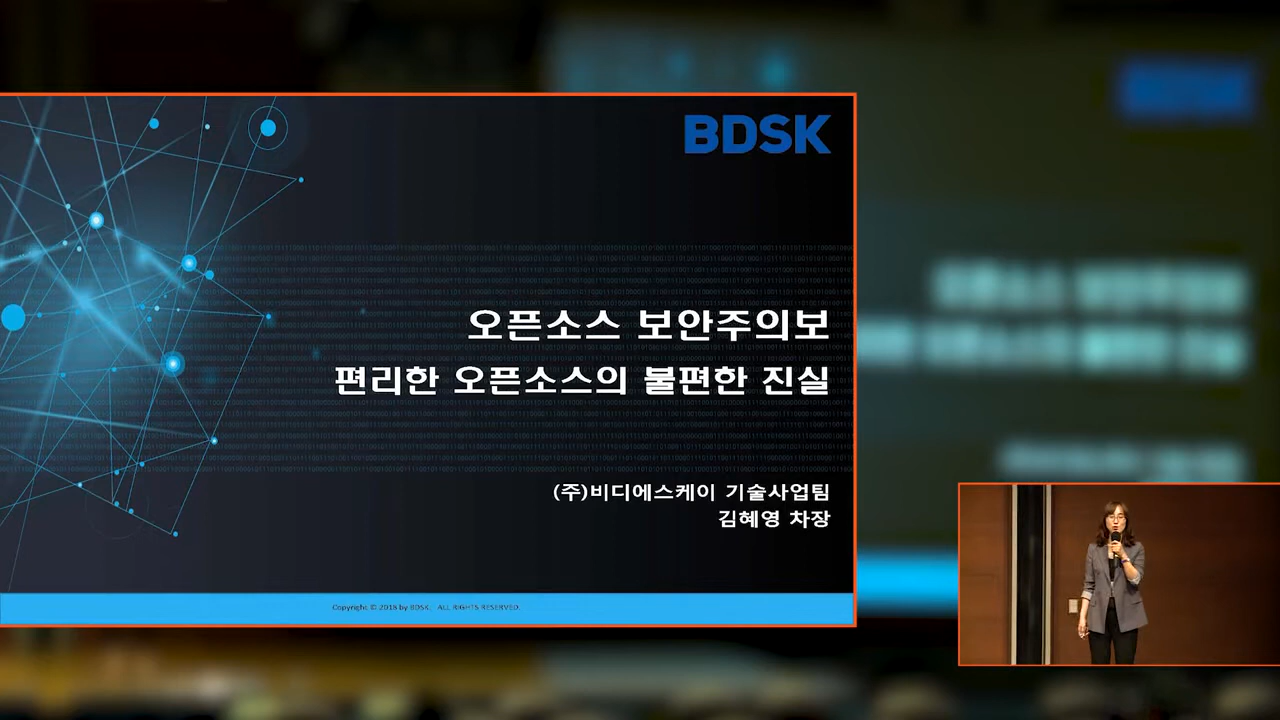 BDSK
오픈소스 보안주의보
편리한 오픈소스의 불편한 진실
(주)비디에스케이 기술사업팀
김혜영 차장
Copyright © 2018 by BDSK. ALL RIGHTS RESERVED.